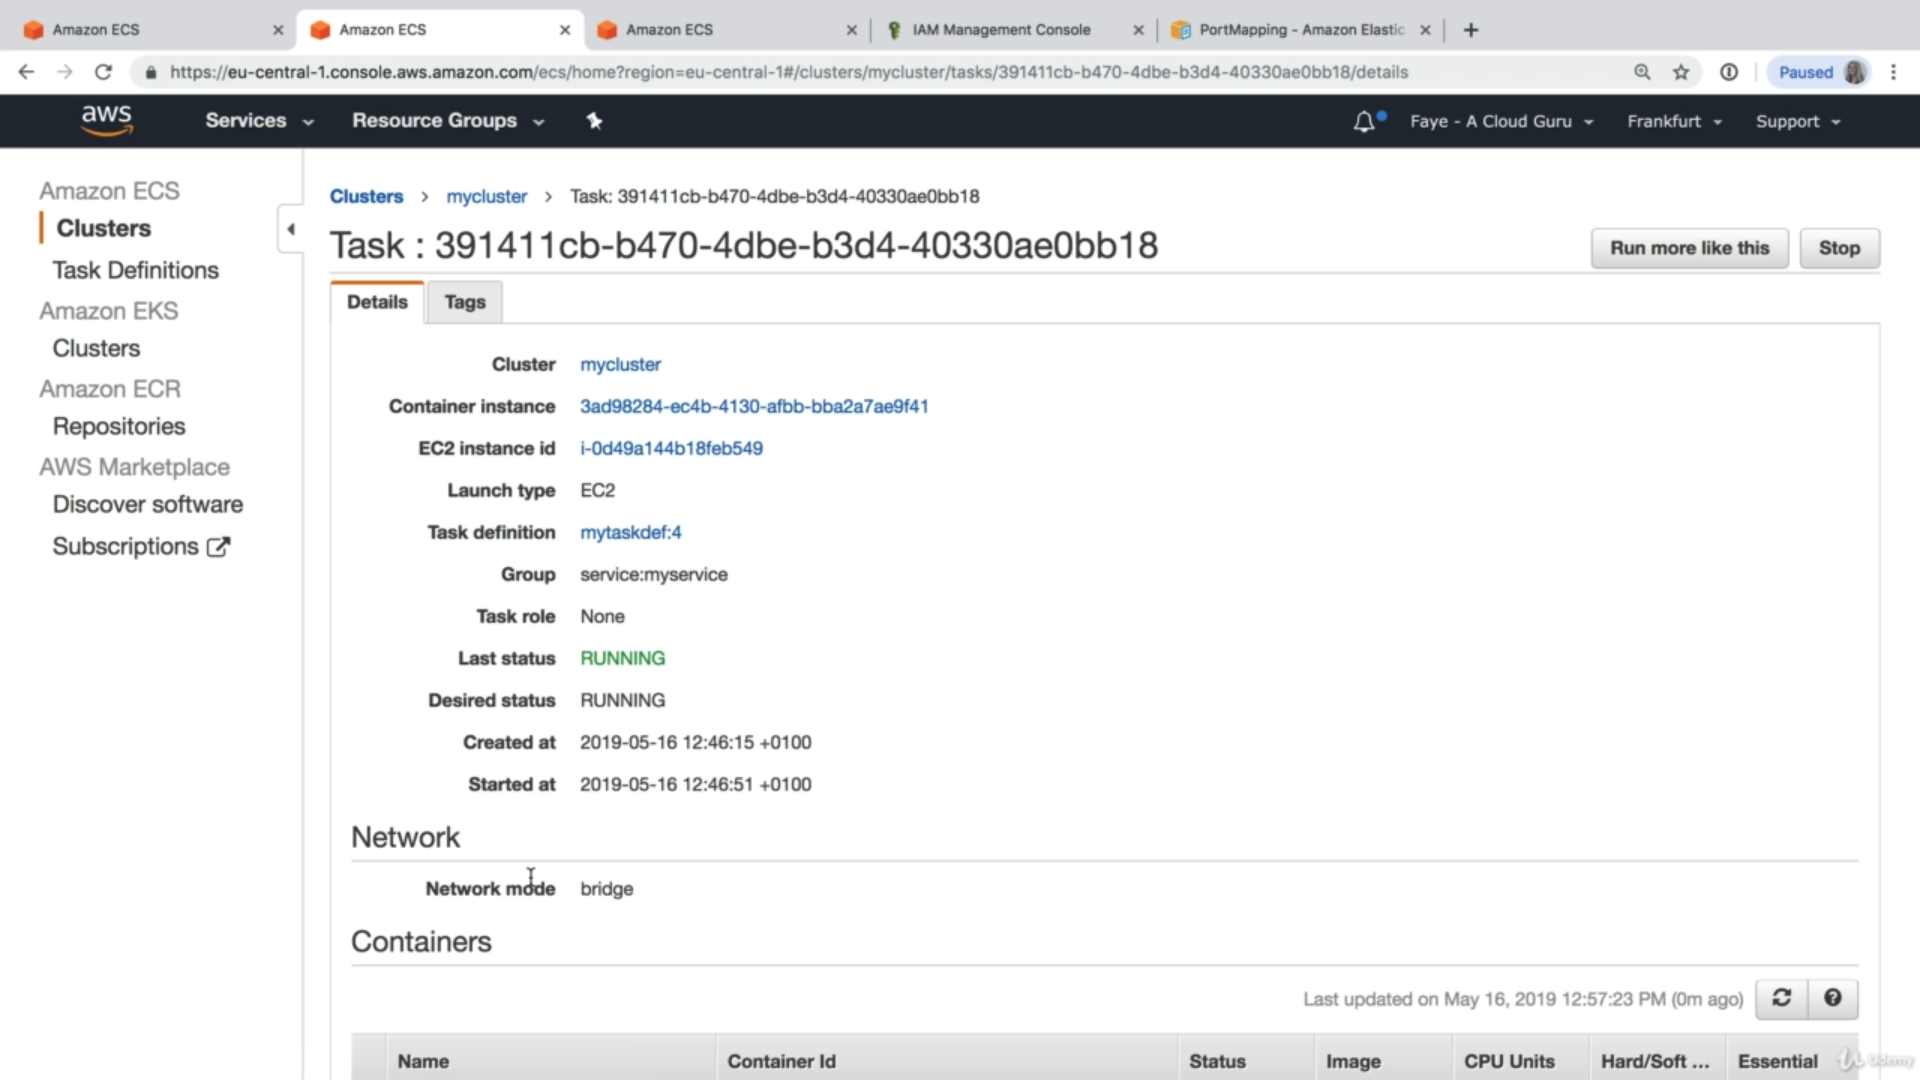 Amazon ECS
Amazon ECS
Amazon ECS
IAM Management Console
PortMapping - Amazon Elastic
https://eu-central-1.console.aws.amazon.com/ecs/home?region=eu-central-1#/clusters/mycluster/tasks/391411cb-b470-4dbe-b3d4-40330ae0bb18/details
Paused
aws
Services
Resource Groups
Faye - A Cloud Guru
Frankfurt
Support
Amazon ECS
Clusters
Task Definitions
Amazon EKS
Clusters
Amazon ECR
Repositories
AWS Marketplace
Discover software
Subscriptions
Clusters > mycluster > Task: 391411cb-b470-4dbe-b3d4-40330ae0bb18
Task : 391411cb-b470-4dbe-b3d4-40330ae0bb18
Run more like this
Stop
Details
Tags
Cluster mycluster
Container instance 3ad98284-ec4b-4130-afbb-bba2a7ae9f41
EC2 instance id i-0d49a144b18feb549
Launch type EC2
Task definition mytaskdef:4
Group service:myservice
Task role None
Last status RUNNING
Desired status RUNNING
Created at 2019-05-16 12:46:15 +0100
Started at 2019-05-16 12:46:51 +0100
Network
Network mode bridge
Containers
Last updated on May 16, 2019 12:57:23 PM (0m ago)
Name Container Id Status Image CPU Units Hard/Soft ... Essential
Udemy